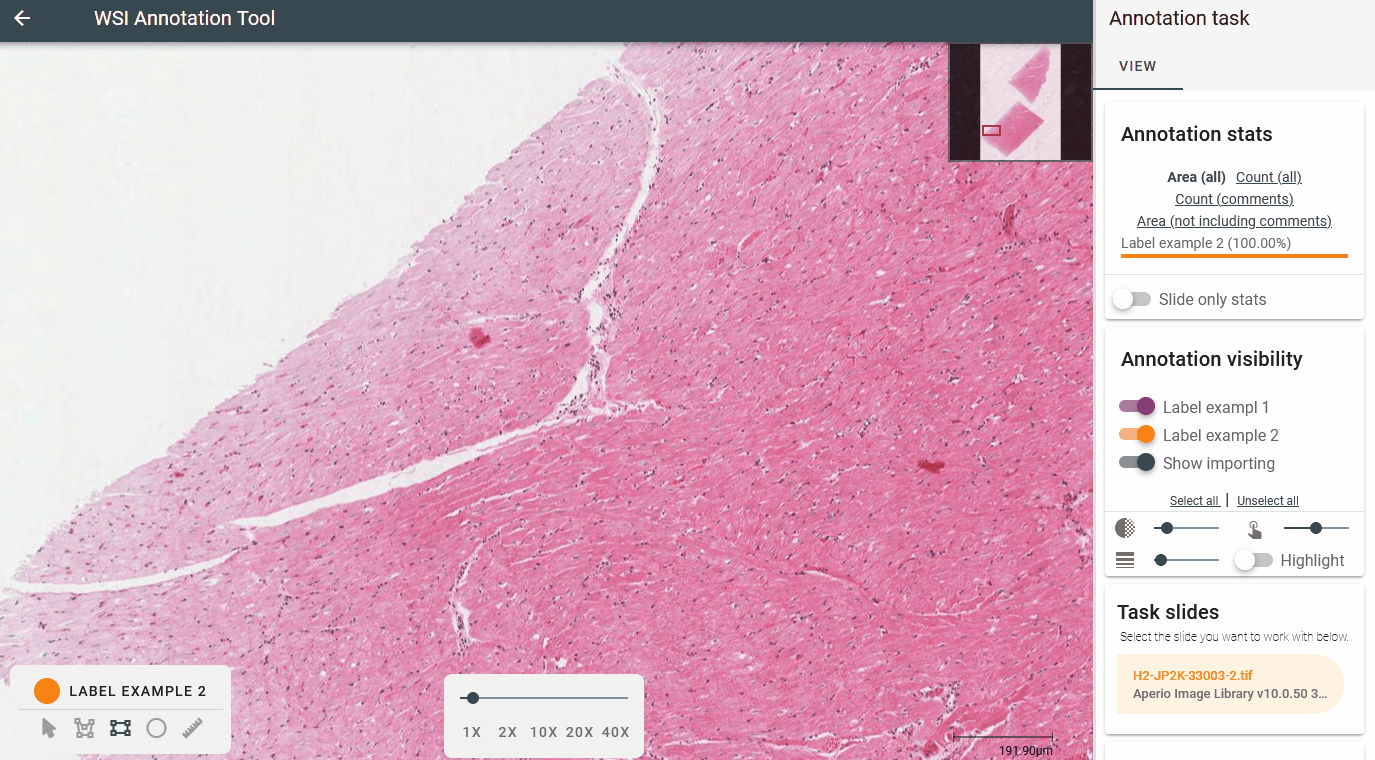 WSI Annotation Tool
Annotation task
VIEW
Annotation stats
Area (all) Count (all)
Count (comments)
Area (not including comments)
Label example 2 (100.00%)
Slide only stats
Annotation visibility
Label exampl 1
Label example 2
Show importing
Select all | Unselect all
Highlight
Task slides
Select the slide you want to work with below.
H2-JP2K-33003-2.tif
Aperio Image Library v10.0.50 3...
LABEL EXAMPLE 2
1X 2X 10X 20X 40X
191.90μm